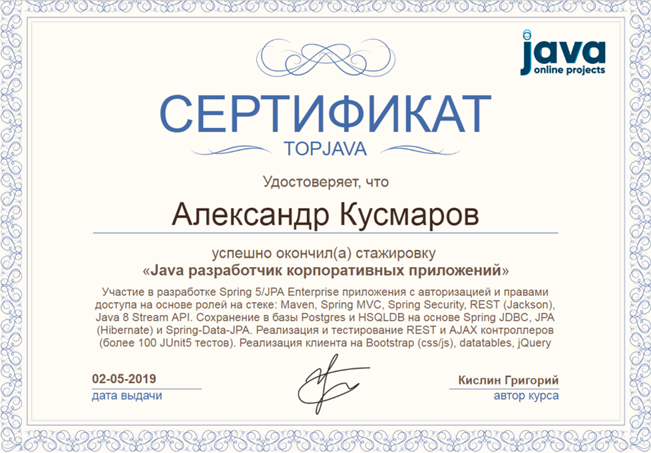 java
online projects
СЕРТИФИКАТ
TOPJAVA
Удостоверяет, что
Александр Кусмаров
успешно окончил(а) стажировку
«Java разработчик корпоративных приложений»
Участие в разработке Spring 5/JPA Enterprise приложения с авторизацией и правами
доступа на основе ролей на стеке: Maven, Spring MVC, Spring Security, REST (Jackson),
Java 8 Stream API. Сохранение в базы Postgres и HSQLDB на основе Spring JDBC, JPA
(Hibernate) и Spring-Data-JPA. Реализация и тестирование REST и AJAX контроллеров
(более 100 JUnit5 тестов). Реализация клиента на Bootstrap (css/js), datatables, jQuery
02-05-2019
дата выдачи
Кислин Григорий
автор курса